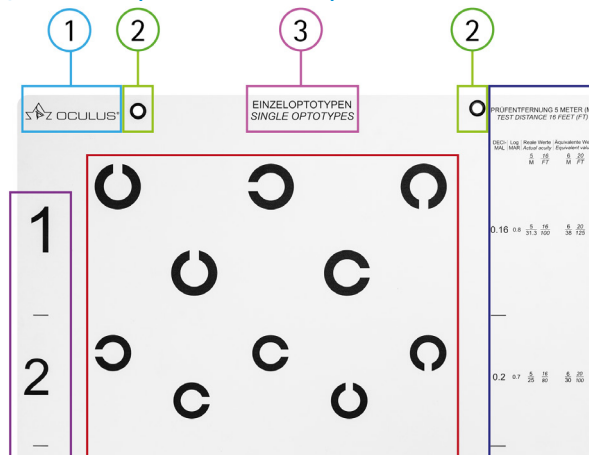 1 2 3 2
OCULUS®
EINZELOPTOTYPEN
SINGLE OPTOTYPES
PRÜFENTFERNUNG 5 METER (M
TEST DISTANCE 16 FEET (FT)
DECI- Log Reale Werte Äquivalente We
MAL MAR Actual acuity Equivalent valu
5 16 6 20
M FT M FT
1
0.16 0.8 5 16 6 20
31.3 100 38 125
2
0.2 0.7 5 16 6 20
25 80 30 100